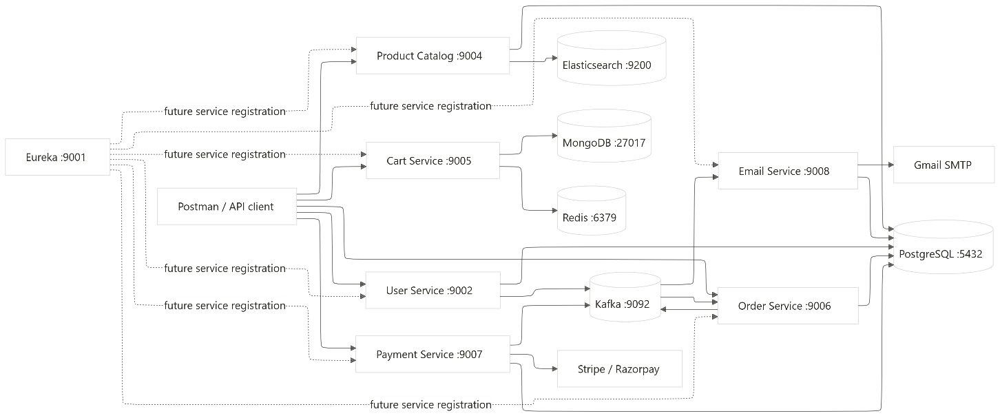 Product Catalog :9004
Elasticsearch :9200
future service registration
future service registration
MongoDB :27017
Eureka :9001
future service registration
Cart Service :9005
Email Service :9008
Gmail SMTP
Postman / API client
Redis :6379
PostgreSQL :5432
future service registration
User Service :9002
Kafka :9092
Order Service :9006
future service registration
Payment Service :9007
Stripe / Razorpay
future service registration